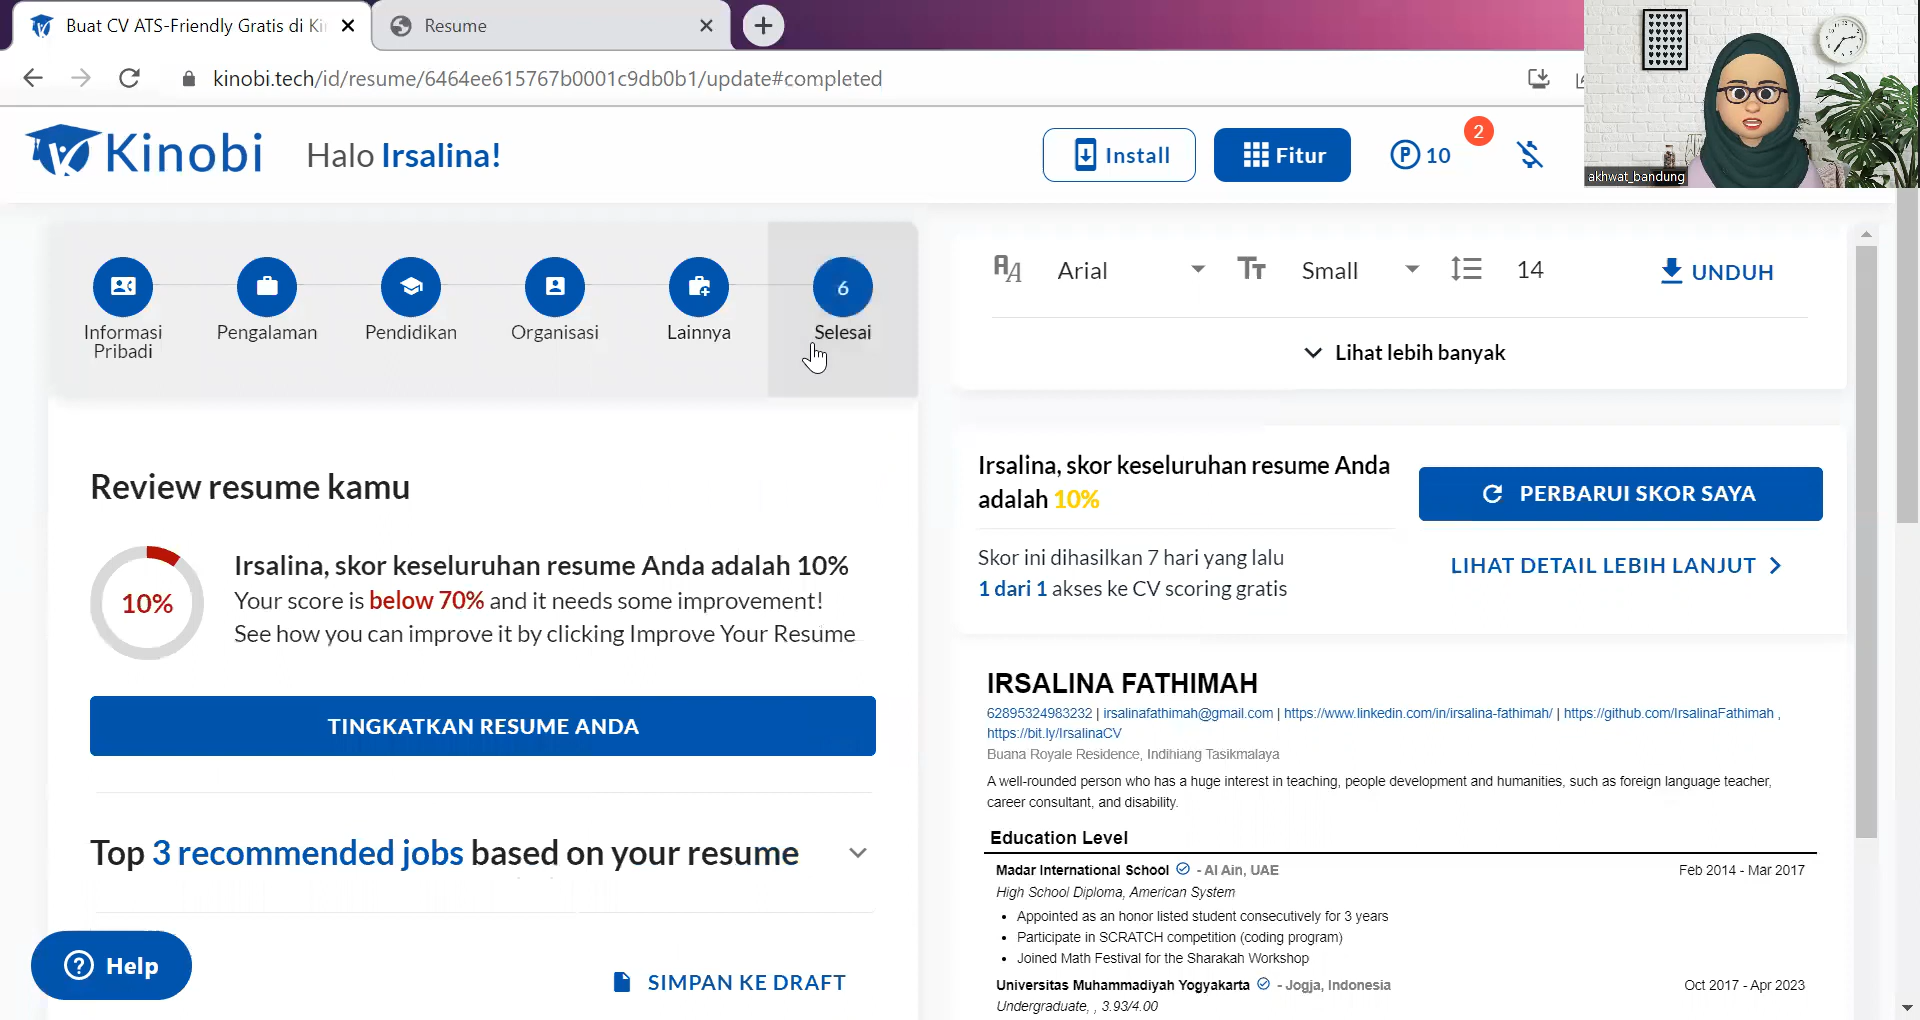 Buat CV ATS-Friendly Gratis di Ki
Resume
kinobi.tech/id/resume/6464ee615767b0001c9db0b1/update#completed
akhwat_bandung
Kinobi
Halo Irsalina!
Install
Fitur
P 10
2
Informasi Pribadi
Pengalaman
Pendidikan
Organisasi
Lainnya
6
Selesai
Review resume kamu
10%
Irsalina, skor keseluruhan resume Anda adalah 10%
Your score is below 70% and it needs some improvement!
See how you can improve it by clicking Improve Your Resume
TINGKATKAN RESUME ANDA
Top 3 recommended jobs based on your resume
Help
SIMPAN KE DRAFT
Arial
Small
14
UNDUH
Lihat lebih banyak
Irsalina, skor keseluruhan resume Anda
adalah 10%
PERBARUI SKOR SAYA
Skor ini dihasilkan 7 hari yang lalu
1 dari 1 akses ke CV scoring gratis
LIHAT DETAIL LEBIH LANJUT
IRSALINA FATHIMAH
62895324983232 | irsalinafathimah@gmail.com | https://www.linkedin.com/in/irsalina-fathimah/ | https://github.com/IrsalinaFathimah ,
https://bit.ly/IrsalinaCV
Buana Royale Residence, Indihiang Tasikmalaya
A well-rounded person who has a huge interest in teaching, people development and humanities, such as foreign language teacher,
career consultant, and disability.
Education Level
Madar International School - Al Ain, UAE Feb 2014 - Mar 2017
High School Diploma, American System
• Appointed as an honor listed student consecutively for 3 years
• Participate in SCRATCH competition (coding program)
• Joined Math Festival for the Sharakah Workshop
Universitas Muhammadiyah Yogyakarta - Jogja, Indonesia Oct 2017 - Apr 2023
Undergraduate, , 3.93/4.00